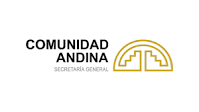 COMUNIDAD
ANDINA
SECRETARÍA GENERAL